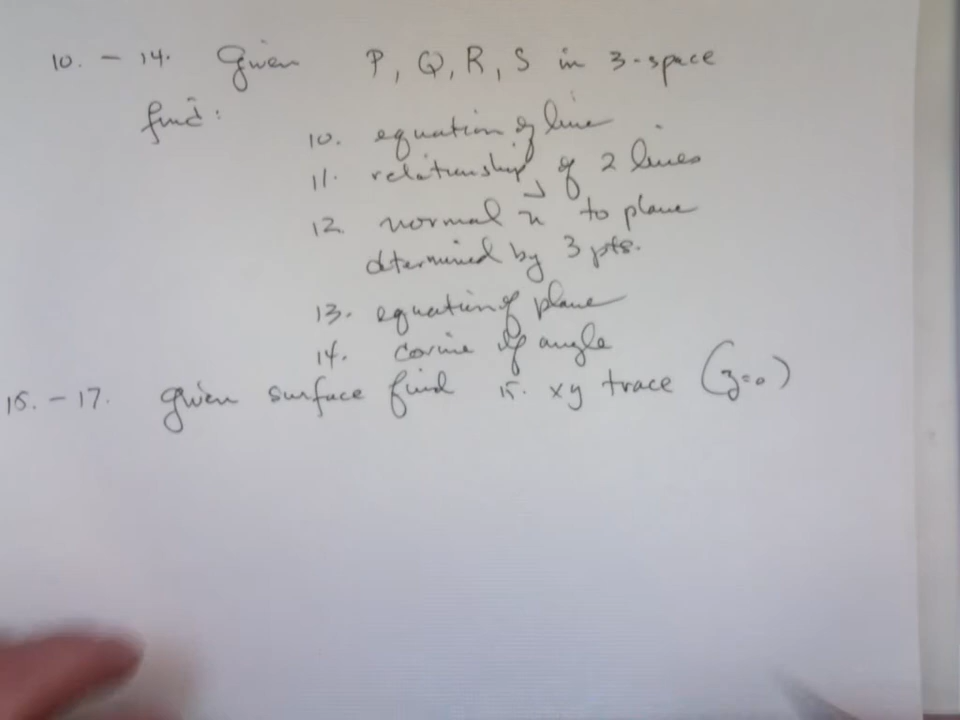 10. - 14. Given P, Q, R, S in 3-space
find:
10. equation of line
11. relationship of 2 lines
12. normal n⃗ to plane
determined by 3 pts.
13. equation of plane
14. cosine of angle
15. - 17. given surface find 15. xy trace (z=0)